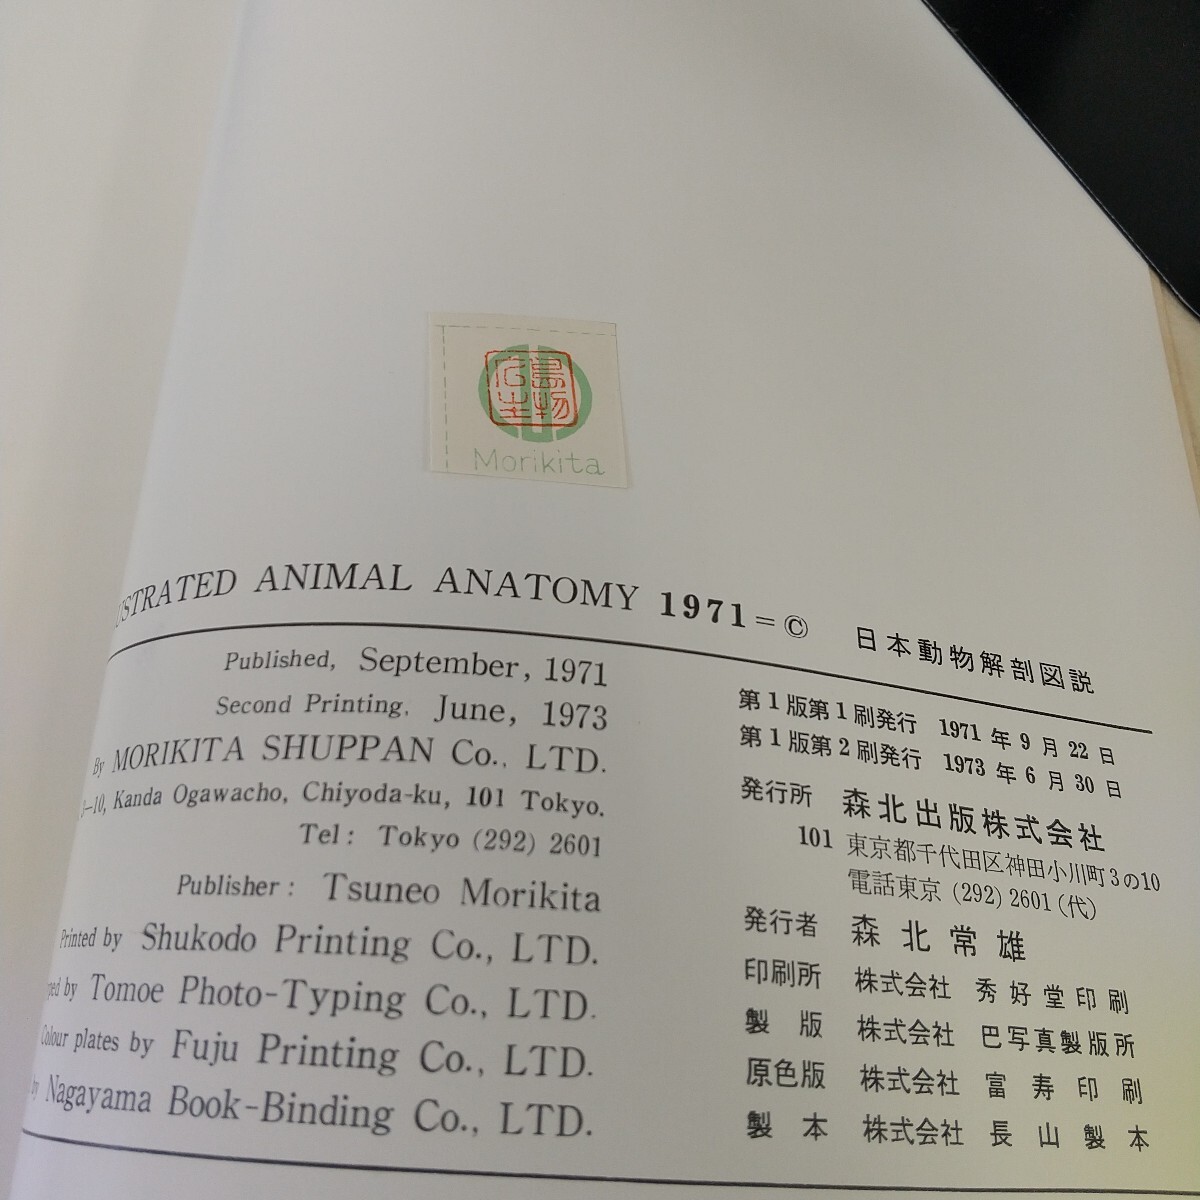 広島
生物
Morikita
USTRATED ANIMAL ANATOMY 1971=©
日本動物解剖図説
Published, September, 1971
Second Printing, June, 1973
By MORIKITA SHUPPAN Co., LTD.
3-10, Kanda Ogawacho, Chiyoda-ku, 101 Tokyo.
Tel: Tokyo (292) 2601
Publisher: Tsuneo Morikita
Printed by Shukodo Printing Co., LTD.
by Tomoe Photo-Typing Co., LTD.
Colour plates by Fuju Printing Co., LTD.
by Nagayama Book-Binding Co., LTD.
第1版第1刷発行 1971年9月22日
第1版第2刷発行 1973年6月30日
発行所 森北出版株式会社
101 東京都千代田区神田小川町3の10
電話東京 (292) 2601(代)
発行者 森北常雄
印刷所 株式会社 秀好堂印刷
製版 株式会社 巴写真製版所
原色版 株式会社 富寿印刷
製本 株式会社 長山製本